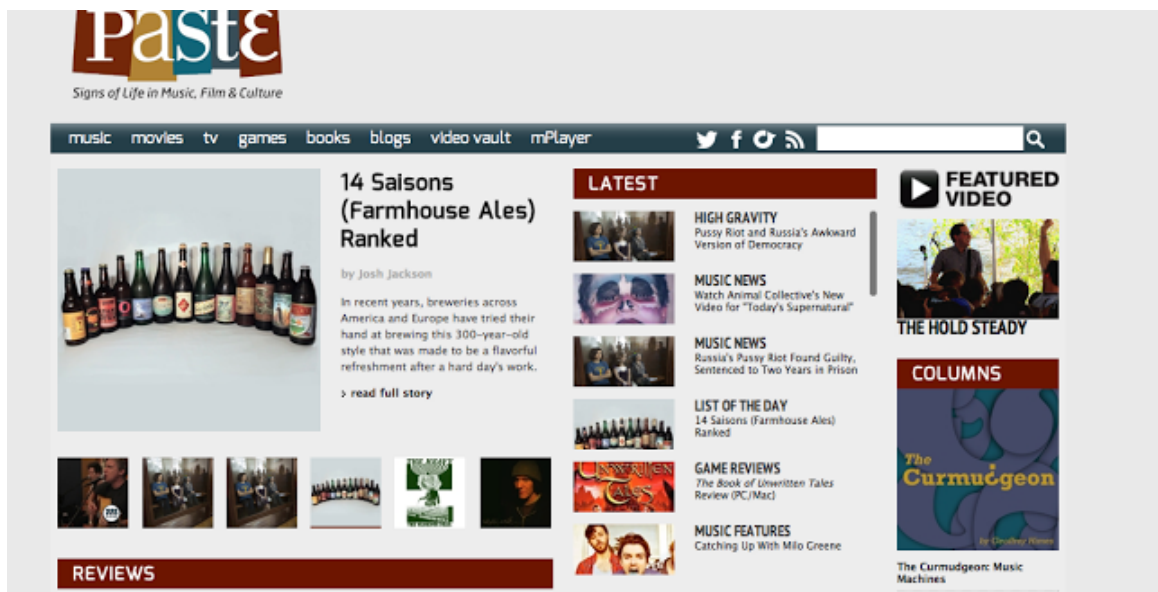 PasTE
Signs of Life in Music, Film & Culture
music movies tv games books blogs video vault mPlayer
14 Saisons
(Farmhouse Ales)
Ranked
by Josh Jackson
In recent years, breweries across
America and Europe have tried their
hand at brewing this 300-year-old
style that was made to be a flavorful
refreshment after a hard day's work.
› read full story
REVIEWS
LATEST
HIGH GRAVITY
Pussy Riot and Russia's Awkward
Version of Democracy
MUSIC NEWS
Watch Animal Collective's New
Video for "Today's Supernatural"
MUSIC NEWS
Russia's Pussy Riot Found Guilty,
Sentenced to Two Years in Prison
LIST OF THE DAY
14 Saisons (Farmhouse Ales)
Ranked
UNWRITTEN
TALES
GAME REVIEWS
The Book of Unwritten Tales
Review (PC/Mac)
MUSIC FEATURES
Catching Up With Milo Greene
FEATURED
VIDEO
THE HOLD STEADY
COLUMNS
The
Curmudgeon
by Geoffrey Himes
The Curmudgeon: Music
Machines